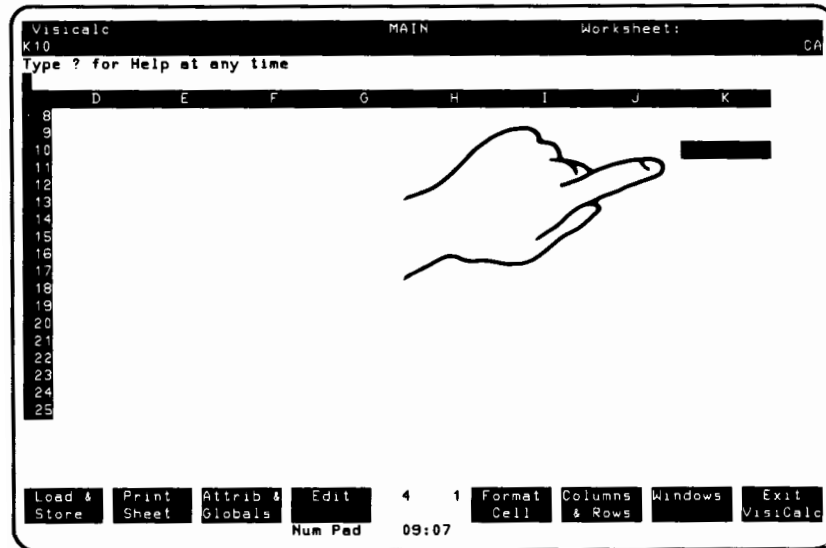 Visicalc MAIN Worksheet:
K10 CA
Type ? for Help at any time
D E F G H I J K
8
9
10
11
12
13
14
15
16
17
18
19
20
21
22
23
24
25
Load & Print Attrib & Edit 4 1 Format Columns Windows Exit
Store Sheet Globals Cell & Rows VisiCalc
Num Pad 09:07